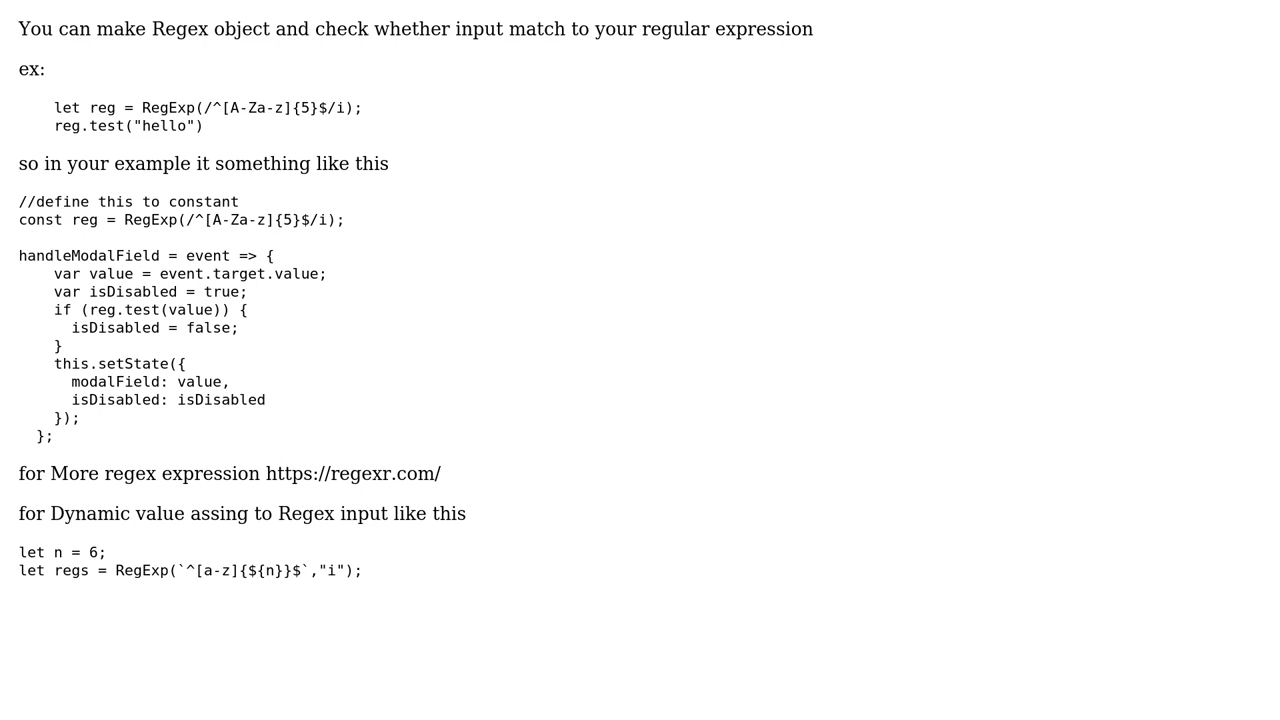 You can make Regex object and check whether input match to your regular expression
ex:
    let reg = RegExp(/^[A-Za-z]{5}$/i);
    reg.test("hello")
so in your example it something like this
//define this to constant
const reg = RegExp(/^[A-Za-z]{5}$/i);
handleModalField = event => {
    var value = event.target.value;
    var isDisabled = true;
    if (reg.test(value)) {
      isDisabled = false;
    }
    this.setState({
      modalField: value,
      isDisabled: isDisabled
    });
  };
for More regex expression https://regexr.com/
for Dynamic value assing to Regex input like this
let n = 6;
let regs = RegExp(`^[a-z]{${n}}$`,"i");